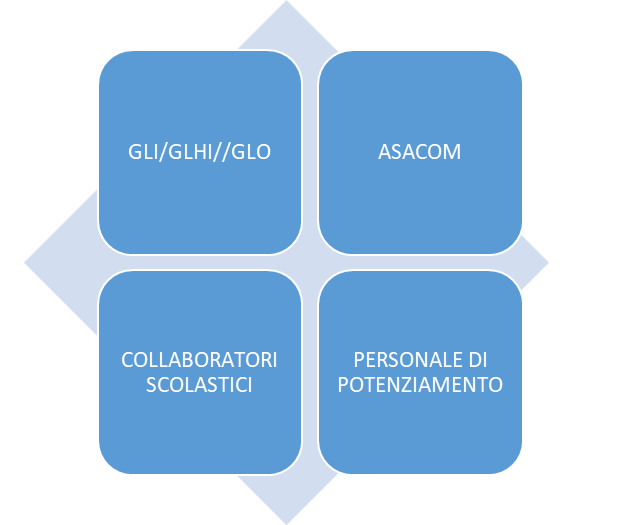 GLI/GLHI//GLO
ASACOM
COLLABORATORI
SCOLASTICI
PERSONALE DI
POTENZIAMENTO